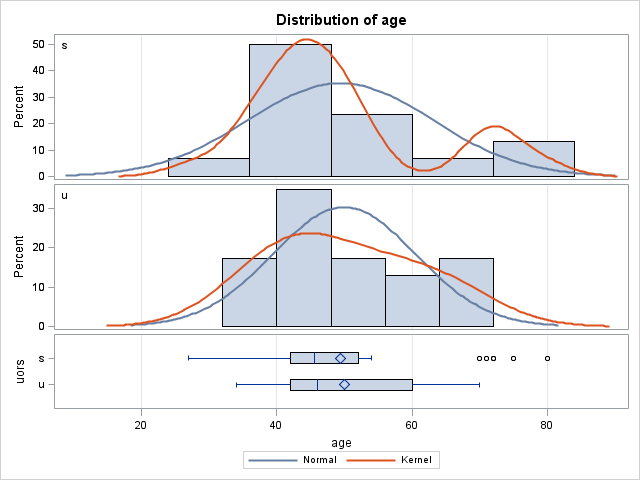 Distribution of age
s
50
40
30
20
10
0
Percent
u
30
20
10
0
Percent
uors
s
u
20 40 60 80
age
Normal Kernel